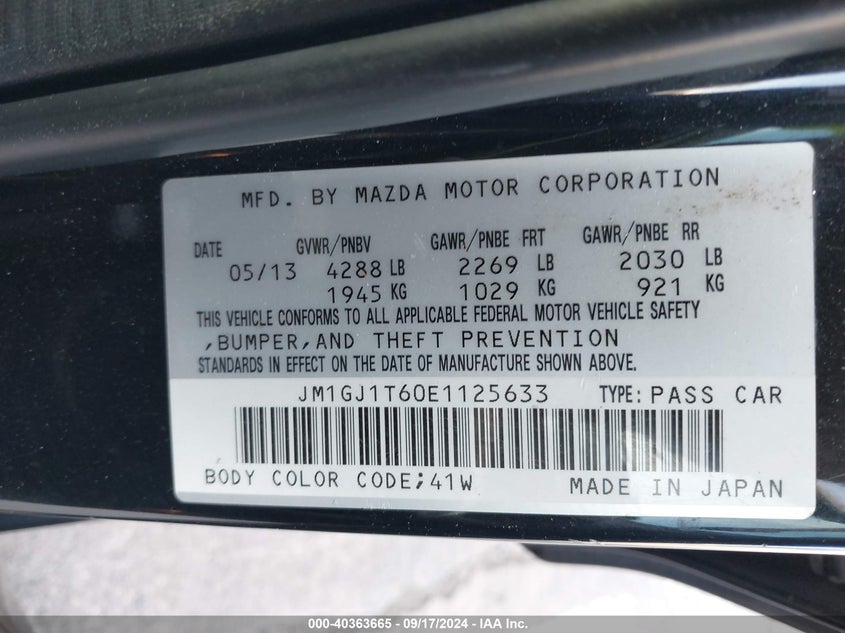 MFD. BY MAZDA MOTOR CORPORATION
DATE GVWR/PNBV GAWR/PNBE FRT GAWR/PNBE RR
05/13 4288 LB 2269 LB 2030 LB
1945 KG 1029 KG 921 KG
THIS VEHICLE CONFORMS TO ALL APPLICABLE FEDERAL MOTOR VEHICLE SAFETY
,BUMPER,AND THEFT PREVENTION
STANDARDS IN EFFECT ON THE DATE OF MANUFACTURE SHOWN ABOVE.
JM1GJ1T60E1125633 TYPE: PASS CAR
BODY COLOR CODE;41W MADE IN JAPAN
000-40363665 - 09/17/2024 - IAA Inc.